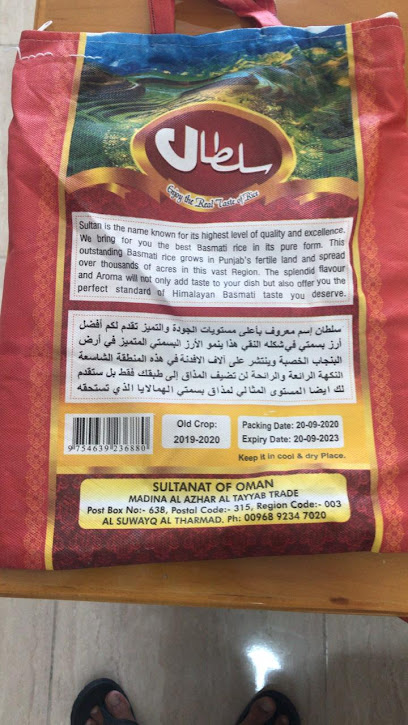 سلطان
Enjoy the Real Taste of Rice
Sultan is the name known for its highest level of quality and excellence.
We bring for you the best Basmati rice in its pure form. This
outstanding Basmati rice grows in Punjab's fertile land and spread
over thousands of acres in this vast Region. The splendid flavour
and Aroma will not only add taste to your dish but also offer you the
perfect standard of Himalayan Basmati taste you deserve.
سلطان إسم معروف بأعلى مستويات الجودة والتميز تقدم لكم أفضل
أرز بسمتي في شكله النقي هذا ينمو الأرز البسمتي المتميز في أرض
البنجاب الخصبة وينتشر على آلاف الأفدنة في هذه المنطقة الشاسعة
النكهة الرائعة والرائحة لن تضيف المذاق إلى طبقك فقط بل ستقدم
لك ايضا المستوى المثالي لمذاق بسمتي الهمالايا الذي تستحقه
9 754639 236880
Old Crop:
2019-2020
Packing Date: 20-09-2020
Expiry Date: 20-09-2023
Keep it in cool & dry Place.
SULTANAT OF OMAN
MADINA AL AZHAR AL TAYYAB TRADE
Post Box No:- 638, Postal Code:- 315, Region Code:- 003
AL SUWAYQ AL THARMAD. Ph: 00968 9234 7020